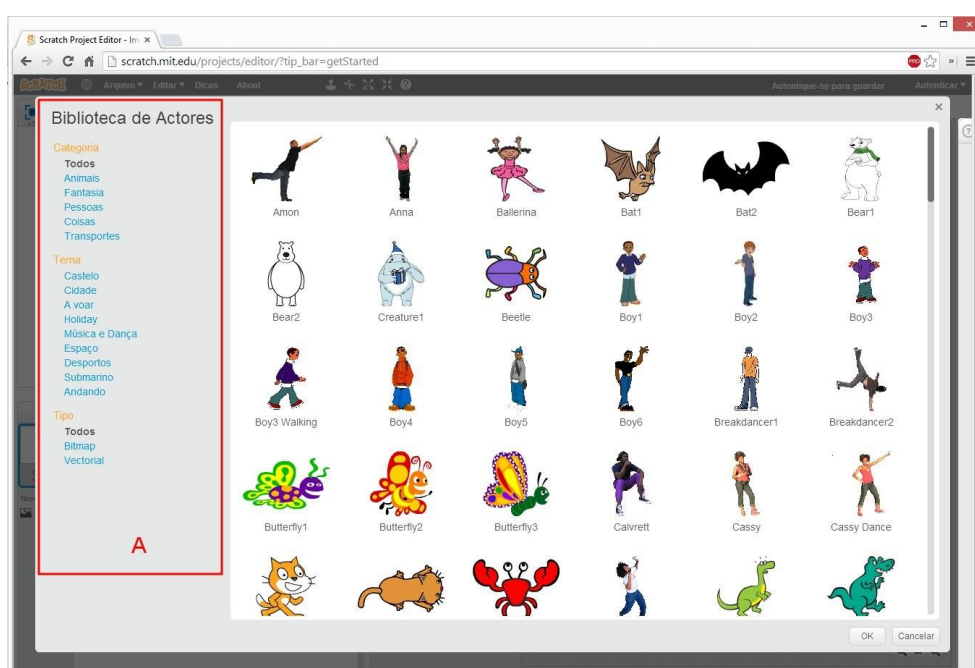 Scratch Project Editor - Im
scratch.mit.edu/projects/editor/?tip_bar=getStarted
SCRATCH Arquivo Editar Dicas About Autentique-se para guardar Autenticar
Biblioteca de Actores
Categoria
Todos
Animais
Fantasia
Pessoas
Coisas
Transportes
Tema
Castelo
Cidade
A voar
Holiday
Música e Dança
Espaço
Desportos
Submarino
Andando
Tipo
Todos
Bitmap
Vectorial
A
Amon Anna Ballerina Bat1 Bat2 Bear1
Bear2 Creature1 Beetle Boy1 Boy2 Boy3
Boy3 Walking Boy4 Boy5 Boy6 Breakdancer1 Breakdancer2
Butterfly1 Butterfly2 Butterfly3 Calvrett Cassy Cassy Dance
OK Cancelar